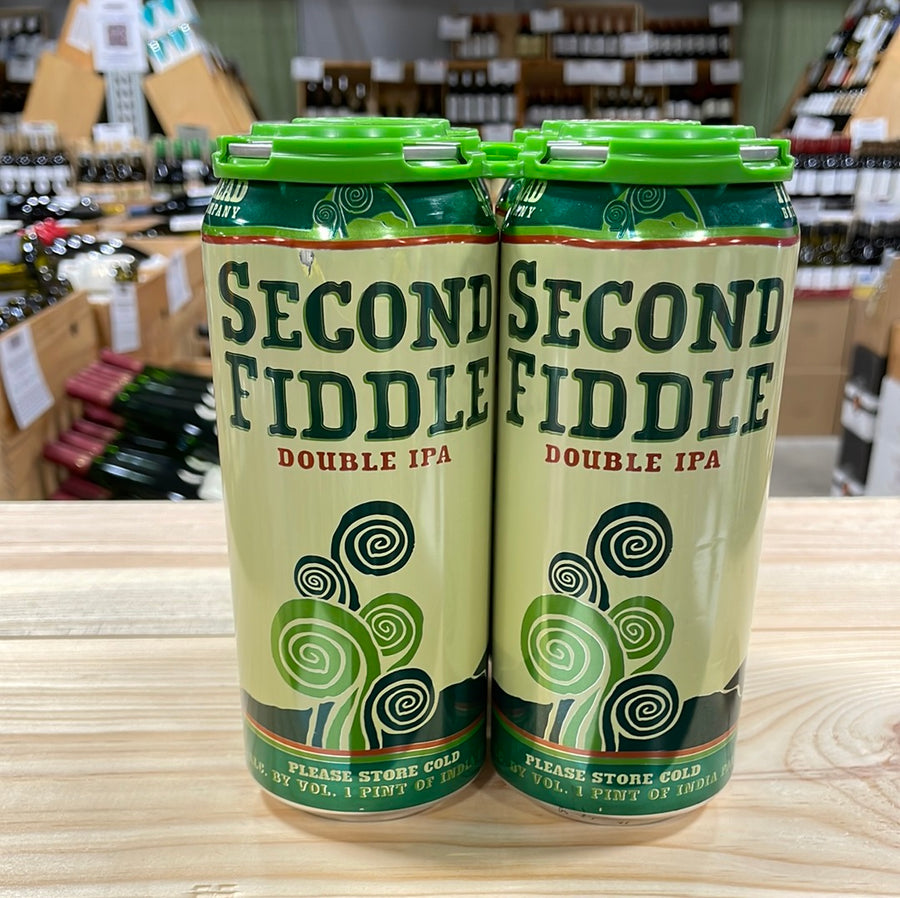 SECOND
FIDDLE
DOUBLE IPA
PLEASE STORE COLD
BY VOL. 1 PINT OF
SECOND
FIDDLE
DOUBLE IPA
PLEASE STORE COLD
BY VOL. 1 PINT OF INDIA